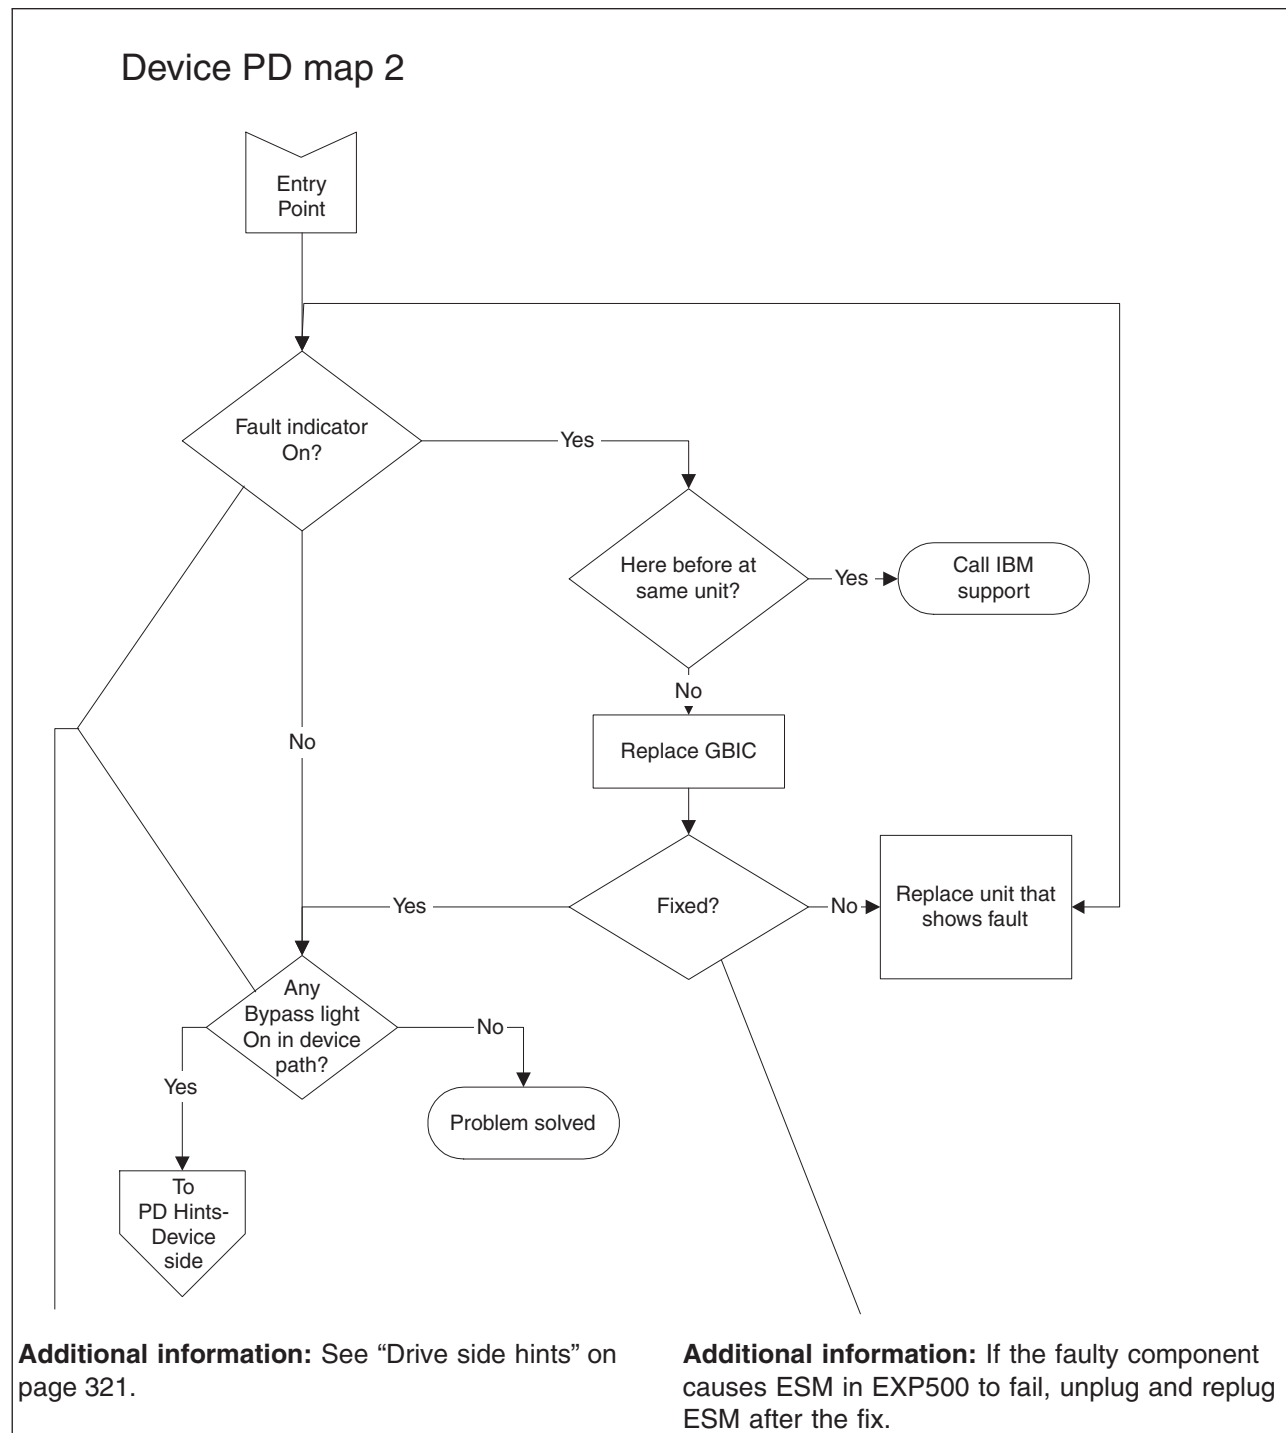 Device PD map 2
Entry
Point
Fault indicator
On?
Yes
Here before at
same unit?
Yes
Call IBM
support
No
No
Replace GBIC
Yes
Fixed?
No
Replace unit that
shows fault
Any
Bypass light
On in device
path?
No
Yes
Problem solved
To
PD Hints-
Device
side
Additional information: See “Drive side hints” on
page 321.
Additional information: If the faulty component
causes ESM in EXP500 to fail, unplug and replug
ESM after the fix.